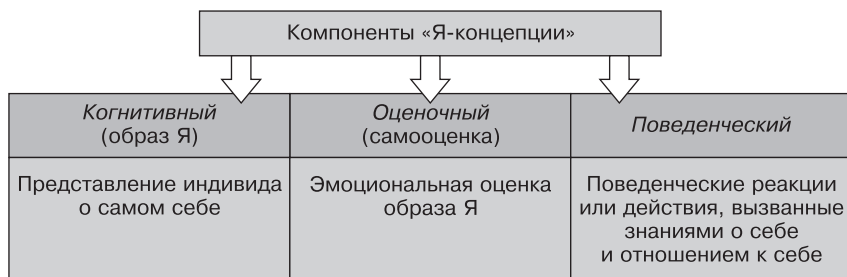 Компоненты «Я-концепции»
Когнитивный
(образ Я)
Оценочный
(самооценка)
Поведенческий
Представление индивида
о самом себе
Эмоциональная оценка
образа Я
Поведенческие реакции
или действия, вызванные
знаниями о себе
и отношением к себе